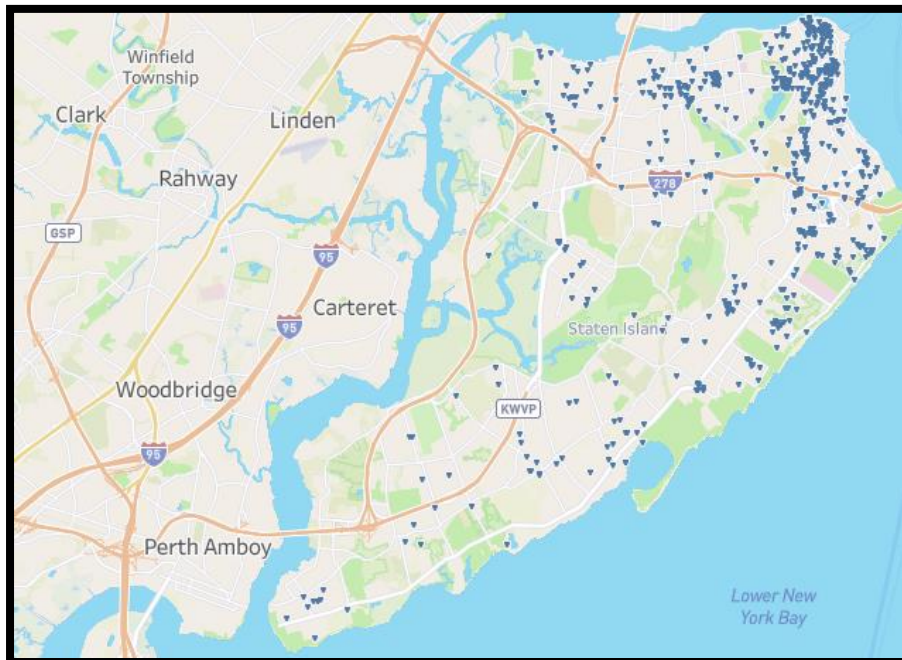 Winfield
Township
Clark
Linden
Rahway
278
GSP
95
Carteret
95
Staten Island
Woodbridge
KWVP
95
Perth Amboy
Lower New
York Bay